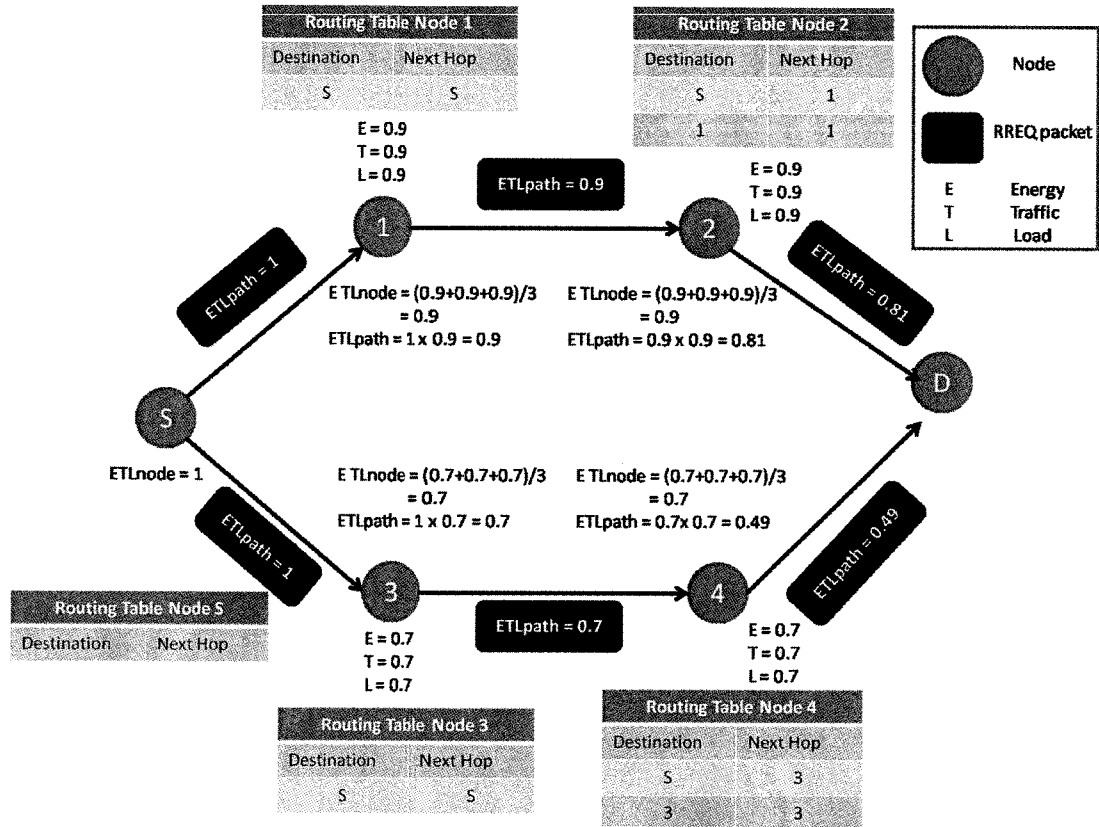 Routing Table Node 1
Destination Next Hop
S S
E = 0.9
T = 0.9
L = 0.9
Routing Table Node 2
Destination Next Hop
S 1
1 1
E = 0.9
T = 0.9
L = 0.9
Node
RREQ packet
E Energy
T Traffic
L Load
ETLpath = 1
1
ETLpath = 0.9
2
ETLpath = 0.81
E TLnode = (0.9+0.9+0.9)/3
= 0.9
ETLpath = 1 x 0.9 = 0.9
E TLnode = (0.9+0.9+0.9)/3
= 0.9
ETLpath = 0.9 x 0.9 = 0.81
S
D
ETLnode = 1
E TLnode = (0.7+0.7+0.7)/3
= 0.7
ETLpath = 1 x 0.7 = 0.7
E TLnode = (0.7+0.7+0.7)/3
= 0.7
ETLpath = 0.7x 0.7 = 0.49
ETLpath = 1
3
ETLpath = 0.7
4
ETLpath = 0.49
Routing Table Node S
Destination Next Hop
E = 0.7
T = 0.7
L = 0.7
E = 0.7
T = 0.7
L = 0.7
Routing Table Node 3
Destination Next Hop
S S
Routing Table Node 4
Destination Next Hop
S 3
3 3